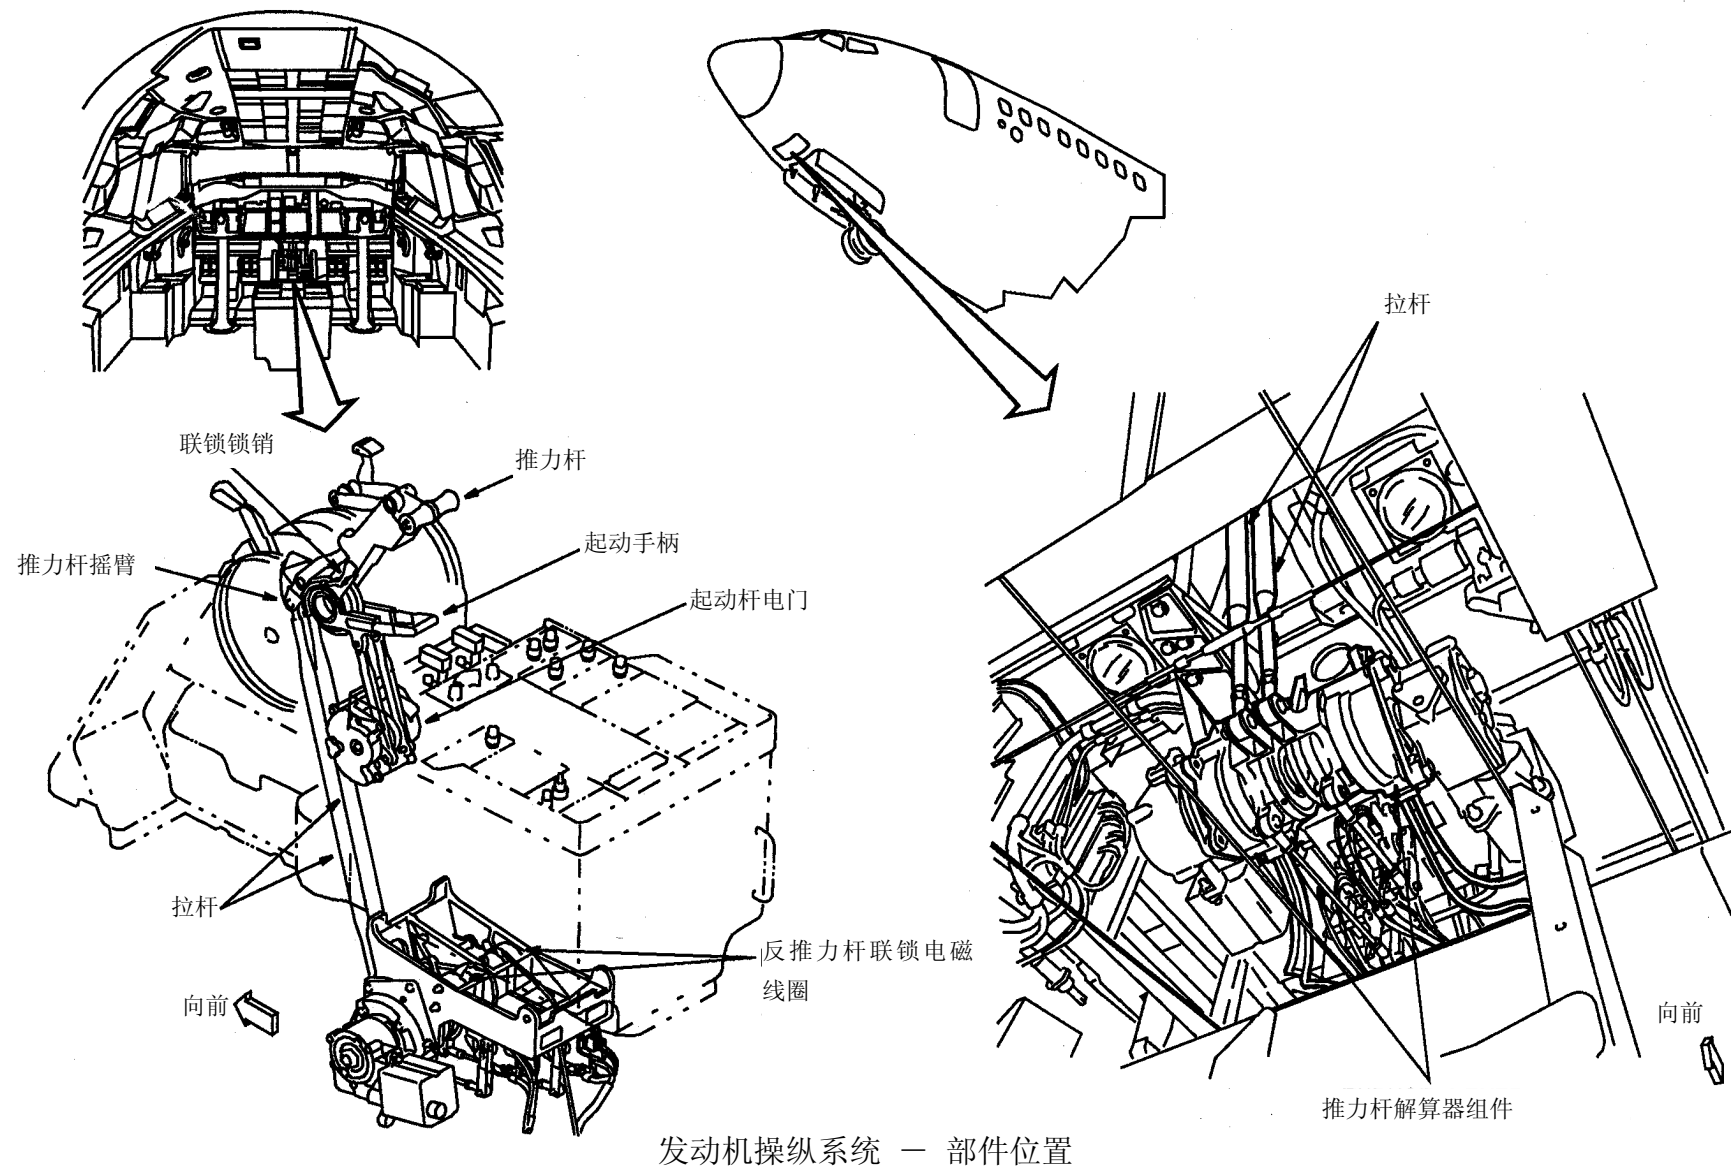 拉杆
联锁锁销
推力杆
起动手柄
推力杆摇臂
起动杆电门
拉杆
反推力杆联锁电磁
线圈
向前
向前
推力杆解算器组件
发动机操纵系统 － 部件位置